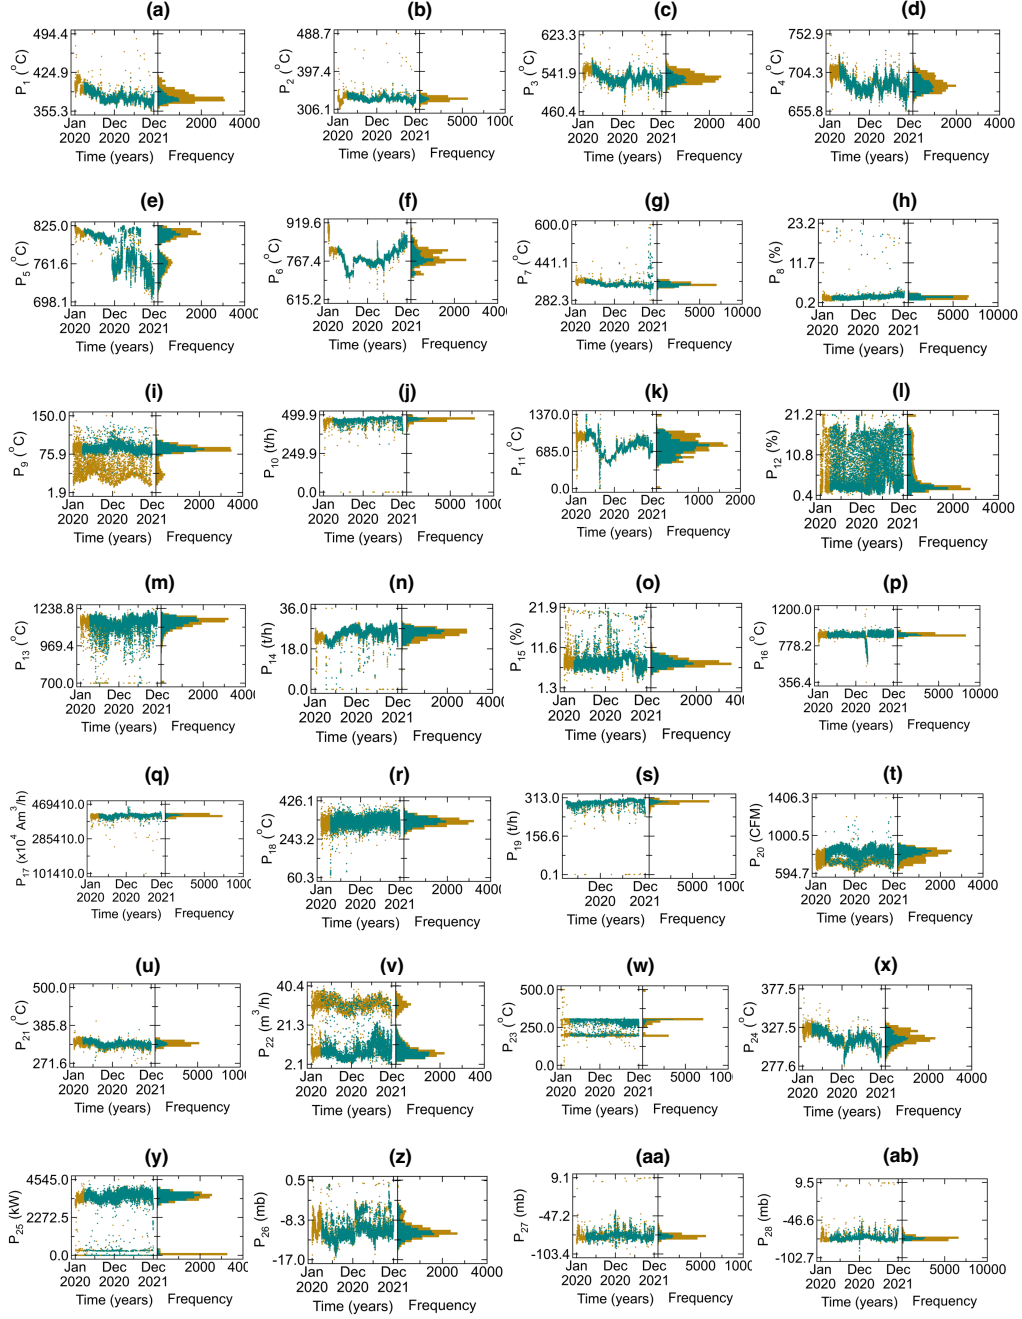 (a) (b) (c) (d)
494.4 424.9 355.3 P1 (°C) Jan 2020 Dec 2020 Dec 2021 2000 4000 Time (years) Frequency
488.7 397.4 306.1 P2 (°C) Jan 2020 Dec 2020 Dec 2021 5000 1000 Time (years) Frequency
623.3 541.9 460.4 P3 (°C) Jan 2020 Dec 2020 Dec 2021 2000 400 Time (years) Frequency
752.9 704.3 655.8 P4 (°C) Jan 2020 Dec 2020 Dec 2021 2000 4000 Time (years) Frequency
(e) (f) (g) (h)
825.0 761.6 698.1 P5 (°C) Jan 2020 Dec 2020 Dec 2021 2000 4000 Time (years) Frequency
919.6 767.4 615.2 P6 (°C) Jan 2020 Dec 2020 Dec 2021 2000 4000 Time (years) Frequency
600.0 441.1 282.3 P7 (°C) Jan 2020 Dec 2020 Dec 2021 5000 10000 Time (years) Frequency
23.2 11.7 0.2 P8 (%) Jan 2020 Dec 2020 Dec 2021 5000 10000 Time (years) Frequency
(i) (j) (k) (l)
150.0 75.9 1.9 P9 (°C) Jan 2020 Dec 2020 Dec 2021 2000 4000 Time (years) Frequency
499.9 249.9 0.0 P10 (t/h) Jan 2020 Dec 2020 Dec 2021 5000 1000 Time (years) Frequency
1370.0 685.0 0.0 P11 (°C) Jan 2020 Dec 2020 Dec 2021 1000 2000 Time (years) Frequency
21.2 10.8 0.4 P12 (%) Jan 2020 Dec 2020 Dec 2021 2000 4000 Time (years) Frequency
(m) (n) (o) (p)
1238.8 969.4 700.0 P13 (°C) Jan 2020 Dec 2020 Dec 2021 2000 400 Time (years) Frequency
36.0 18.0 0.0 P14 (t/h) Jan 2020 Dec 2020 Dec 2021 2000 4000 Time (years) Frequency
21.9 11.6 1.3 P15 (%) Jan 2020 Dec 2020 Dec 2021 2000 400 Time (years) Frequency
1200.0 778.2 356.4 P16 (°C) Jan 2020 Dec 2020 Dec 2021 5000 10000 Time (years) Frequency
(q) (r) (s) (t)
469410.0 285410.0 101410.0 P17 (x10⁴ Am³/h) Jan 2020 Dec 2020 Dec 2021 5000 1000 Time (years) Frequency
426.1 243.2 60.3 P18 (°C) Jan 2020 Dec 2020 Dec 2021 2000 4000 Time (years) Frequency
313.0 156.6 0.1 P19 (t/h) Dec 2020 Dec 2021 5000 1000 Time (years) Frequency
1406.3 1000.5 594.7 P20 (CFM) Jan 2020 Dec 2020 Dec 2021 2000 4000 Time (years) Frequency
(u) (v) (w) (x)
500.0 385.8 271.6 P21 (°C) Jan 2020 Dec 2020 Dec 2021 5000 1000 Time (years) Frequency
40.4 21.3 2.1 P22 (m³/h) Jan 2020 Dec 2020 Dec 2021 2000 4000 Time (years) Frequency
500.0 250.0 0.0 P23 (°C) Jan 2020 Dec 2020 Dec 2021 5000 1000 Time (years) Frequency
377.5 327.5 277.6 P24 (°C) Jan 2020 Dec 2020 Dec 2021 2000 4000 Time (years) Frequency
(y) (z) (aa) (ab)
4545.0 2272.5 0.0 P25 (kW) Jan 2020 Dec 2020 Dec 2021 2000 4000 Time (years) Frequency
0.5 -8.3 -17.0 P26 (mb) Jan 2020 Dec 2020 Dec 2021 2000 4000 Time (years) Frequency
9.1 -47.2 -103.4 P27 (mb) Jan 2020 Dec 2020 Dec 2021 5000 1000 Time (years) Frequency
9.5 -46.6 -102.7 P28 (mb) Jan 2020 Dec 2020 Dec 2021 5000 10000 Time (years) Frequency